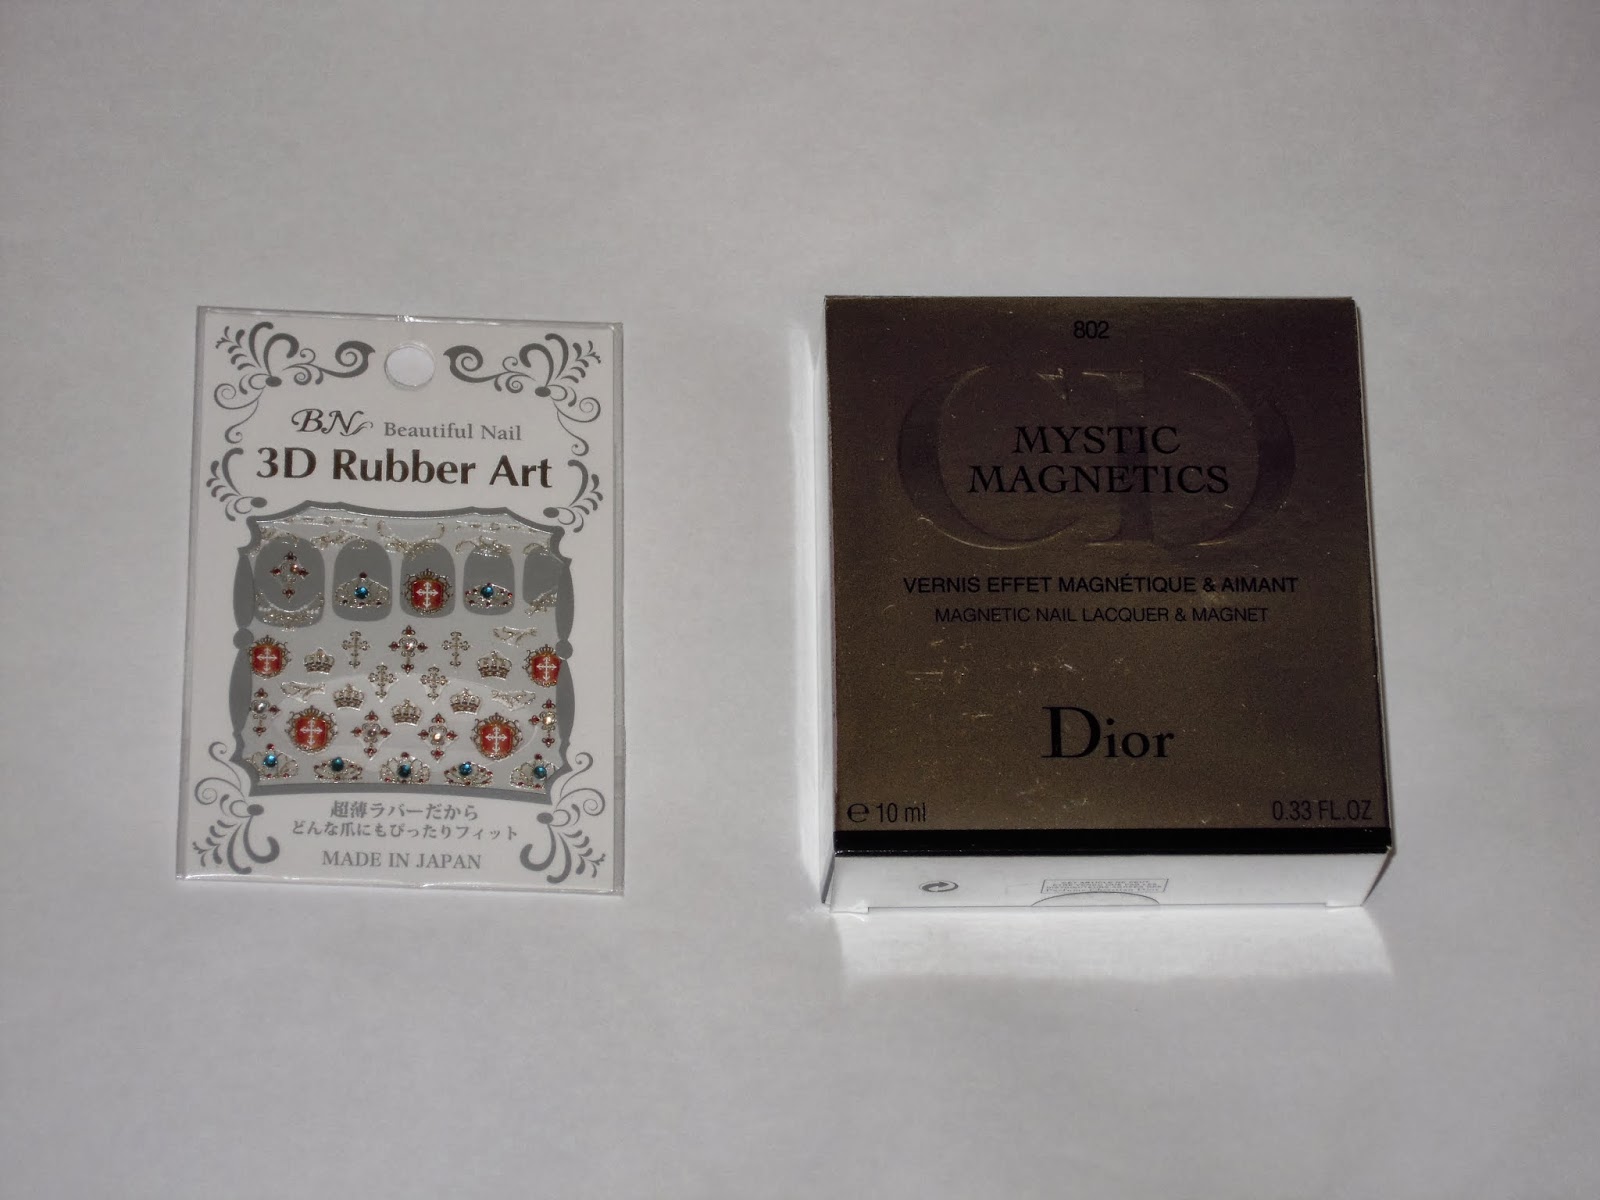 BN Beautiful Nail
3D Rubber Art
超薄ラバーだから
どんな爪にもぴったりフィット
MADE IN JAPAN
802
CD
MYSTIC
MAGNETICS
VERNIS EFFET MAGNÉTIQUE & AIMANT
MAGNETIC NAIL LACQUER & MAGNET
Dior
℮ 10 ml
0.33 FL.OZ